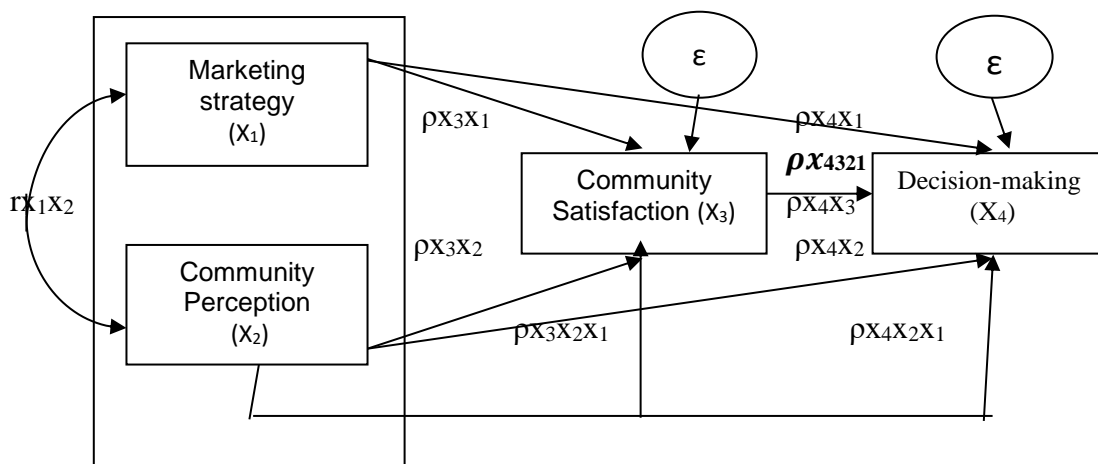 Marketing
strategy
(X₁)
ε
ε
ρx₃x₁
ρx₄x₁
ρx₄₃₂₁
Community
Satisfaction (X₃)
Decision-making
(X₄)
rx₁x₂
ρx₄x₃
ρx₃x₂
ρx₄x₂
Community
Perception
(X₂)
ρx₃x₂x₁
ρx₄x₂x₁